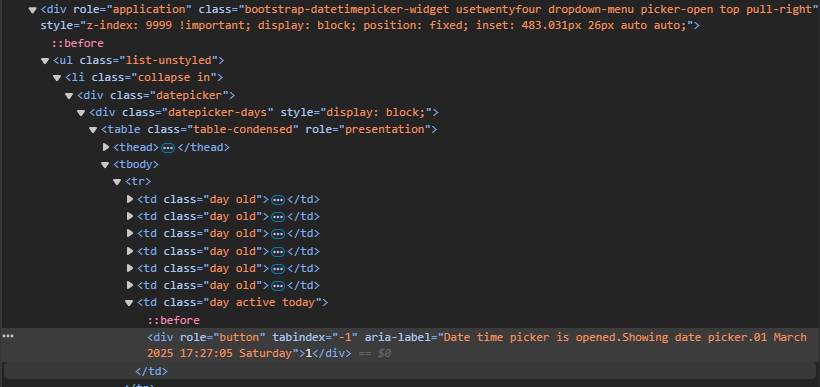 <div role="application" class="bootstrap-datetimepicker-widget usetwentyfour dropdown-menu picker-open top pull-right"
style="z-index: 9999 !important; display: block; position: fixed; inset: 483.031px 26px auto auto;">
::before
<ul class="list-unstyled">
<li class="collapse in">
<div class="datepicker">
<div class="datepicker-days" style="display: block;">
<table class="table-condensed" role="presentation">
<thead>•••</thead>
<tbody>
<tr>
<td class="day old">•••</td>
<td class="day old">•••</td>
<td class="day old">•••</td>
<td class="day old">•••</td>
<td class="day old">•••</td>
<td class="day old">•••</td>
<td class="day active today">
::before
<div role="button" tabindex="-1" aria-label="Date time picker is opened.Showing date picker.01 March
2025 17:27:05 Saturday">1</div> == $0
</td>
</tr>